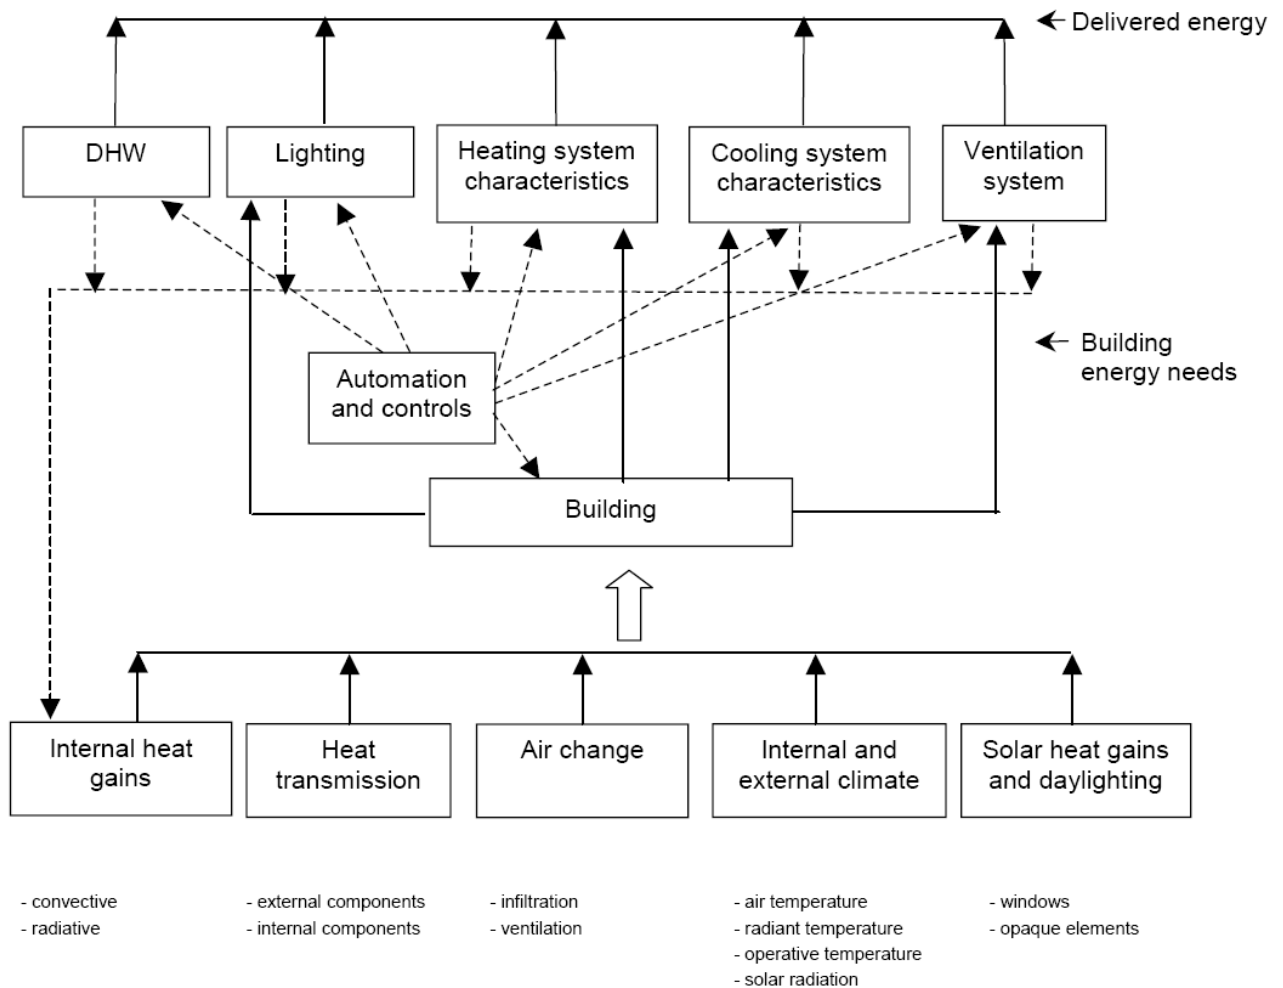 Delivered energy
DHW
Lighting
Heating system
characteristics
Cooling system
characteristics
Ventilation
system
Building
energy needs
Automation
and controls
Building
Internal heat
gains
Heat
transmission
Air change
Internal and
external climate
Solar heat gains
and daylighting
- convective
- radiative
- external components
- internal components
- infiltration
- ventilation
- air temperature
- radiant temperature
- operative temperature
- solar radiation
- windows
- opaque elements